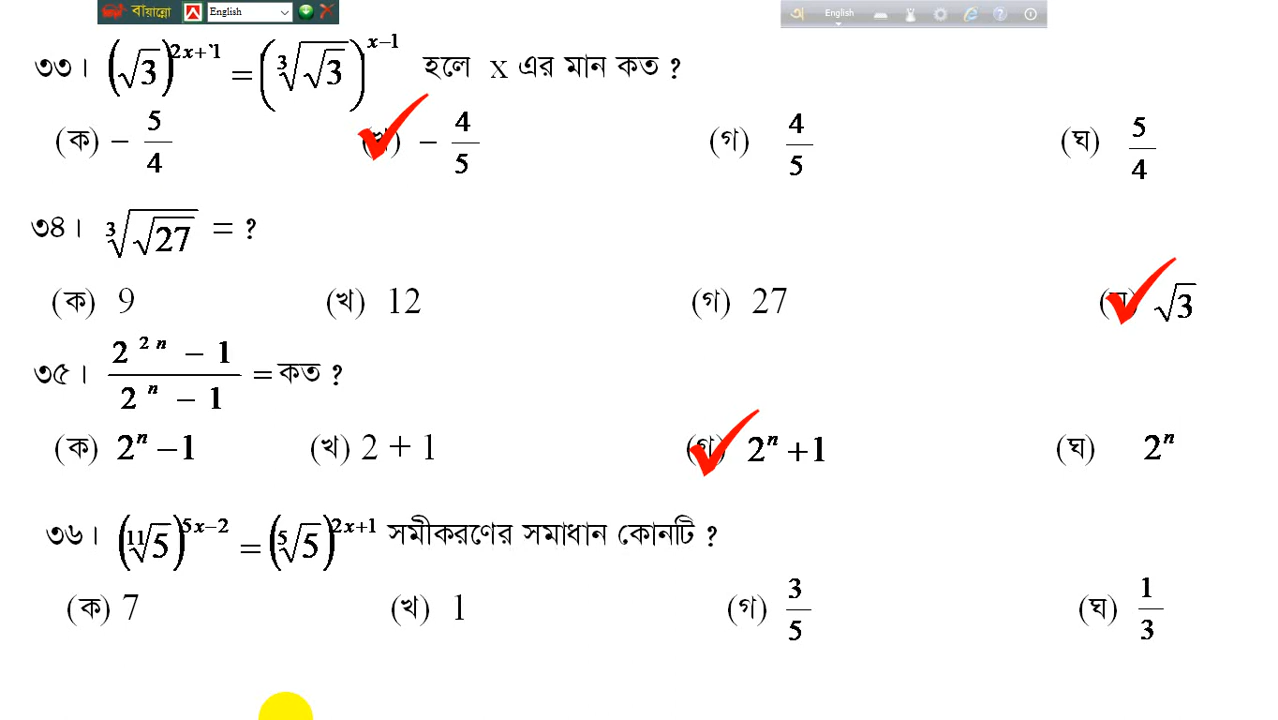 বায়ান্নো English
অ English
৩৩। (√3)^{2x+1} = (∛√3)^{x−1} হলে x এর মান কত ?
(ক) − 5/4 (খ) − 4/5 (গ) 4/5 (ঘ) 5/4
৩৪। ∛√27 = ?
(ক) 9 (খ) 12 (গ) 27 (ঘ) √3
৩৫। (2^{2n} − 1)/(2^n − 1) = কত ?
(ক) 2^n −1 (খ) 2 + 1 (গ) 2^n +1 (ঘ) 2^n
৩৬। (¹¹√5)^{5x−2} = (⁵√5)^{2x+1} সমীকরণের সমাধান কোনটি ?
(ক) 7 (খ) 1 (গ) 3/5 (ঘ) 1/3